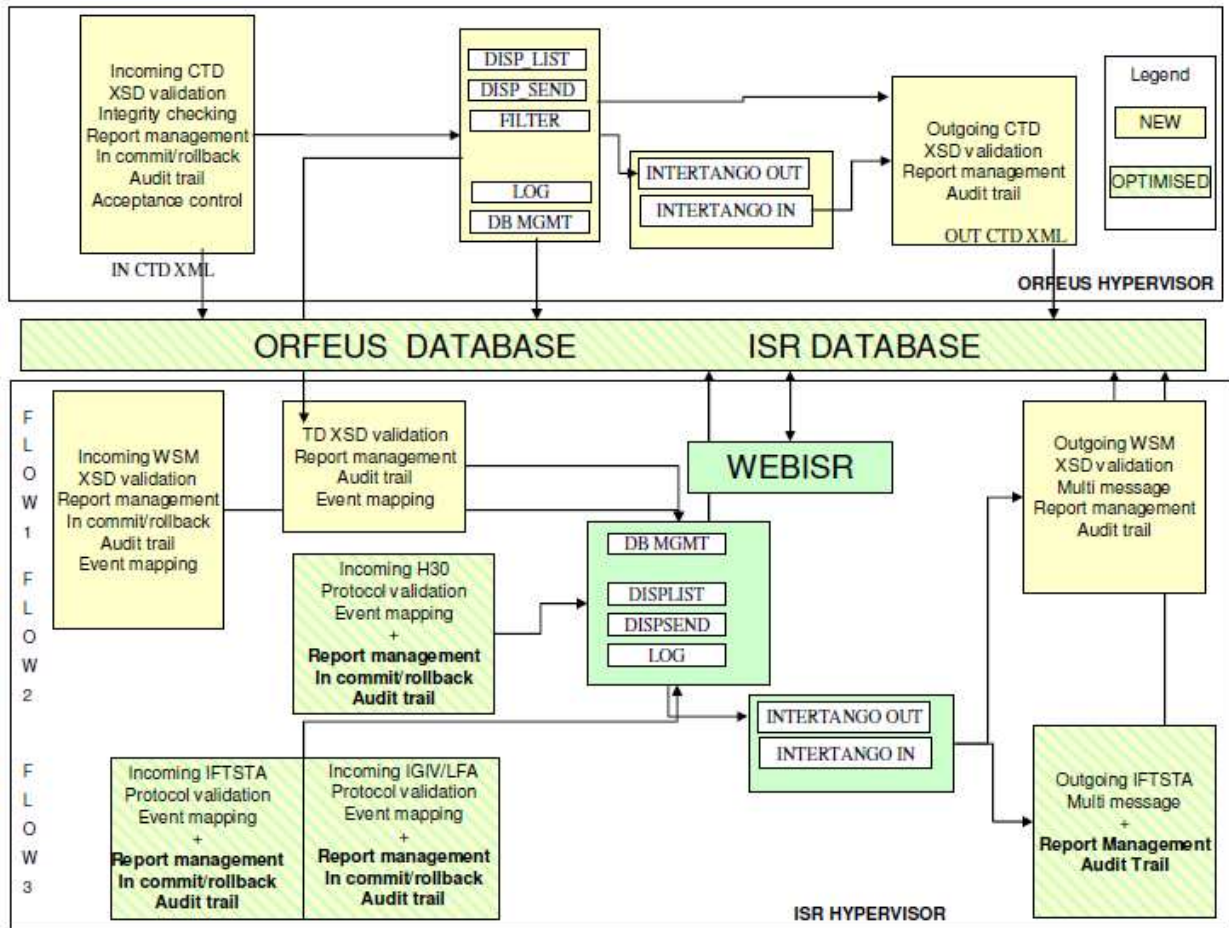 Incoming CTD
XSD validation
Integrity checking
Report management
In commit/rollback
Audit trail
Acceptance control
IN CTD XML
DISP_LIST
DISP_SEND
FILTER
LOG
DB MGMT
INTERTANGO OUT
INTERTANGO IN
Outgoing CTD
XSD validation
Report management
Audit trail
OUT CTD XML
Legend
NEW
OPTIMISED
ORFEUS HYPERVISOR
ORFEUS DATABASE
ISR DATABASE
FLOW1
FLOW2
FLOW3
Incoming WSM
XSD validation
Report management
In commit/rollback
Audit trail
Event mapping
TD XSD validation
Report management
Audit trail
Event mapping
WEBISR
Outgoing WSM
XSD validation
Multi message
Report management
Audit trail
Incoming H30
Protocol validation
Event mapping
+
Report management
In commit/rollback
Audit trail
DB MGMT
DISPLIST
DISPSEND
LOG
INTERTANGO OUT
INTERTANGO IN
Incoming IFTSTA
Protocol validation
Event mapping
+
Report management
In commit/rollback
Audit trail
Incoming IGIV/LFA
Protocol validation
Event mapping
+
Report management
In commit/rollback
Audit trail
Outgoing IFTSTA
Multi message
+
Report Management
Audit Trail
ISR HYPERVISOR